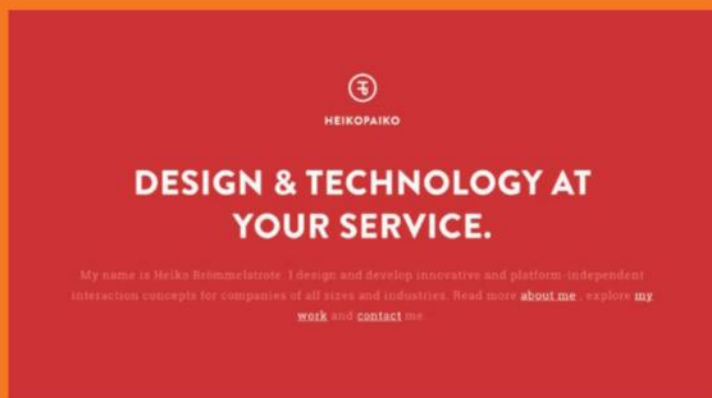 HEIKOPAIKO
DESIGN & TECHNOLOGY AT
YOUR SERVICE.
My name is Heiko Brömmelstrote. I design and develop innovative and platform-independent
interaction concepts for companies of all sizes and industries. Read more about me , explore my
work and contact me.